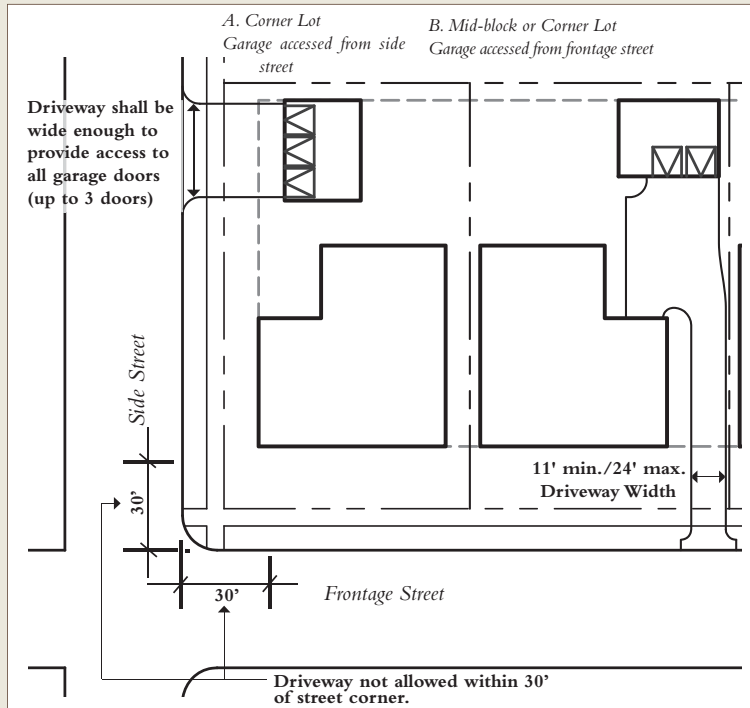 A. Corner Lot
Garage accessed from side
street
B. Mid-block or Corner Lot
Garage accessed from frontage street
Driveway shall be
wide enough to
provide access to
all garage doors
(up to 3 doors)
Side Street
30’
11' min./24' max.
Driveway Width
30’
Frontage Street
Driveway not allowed within 30’
of street corner.